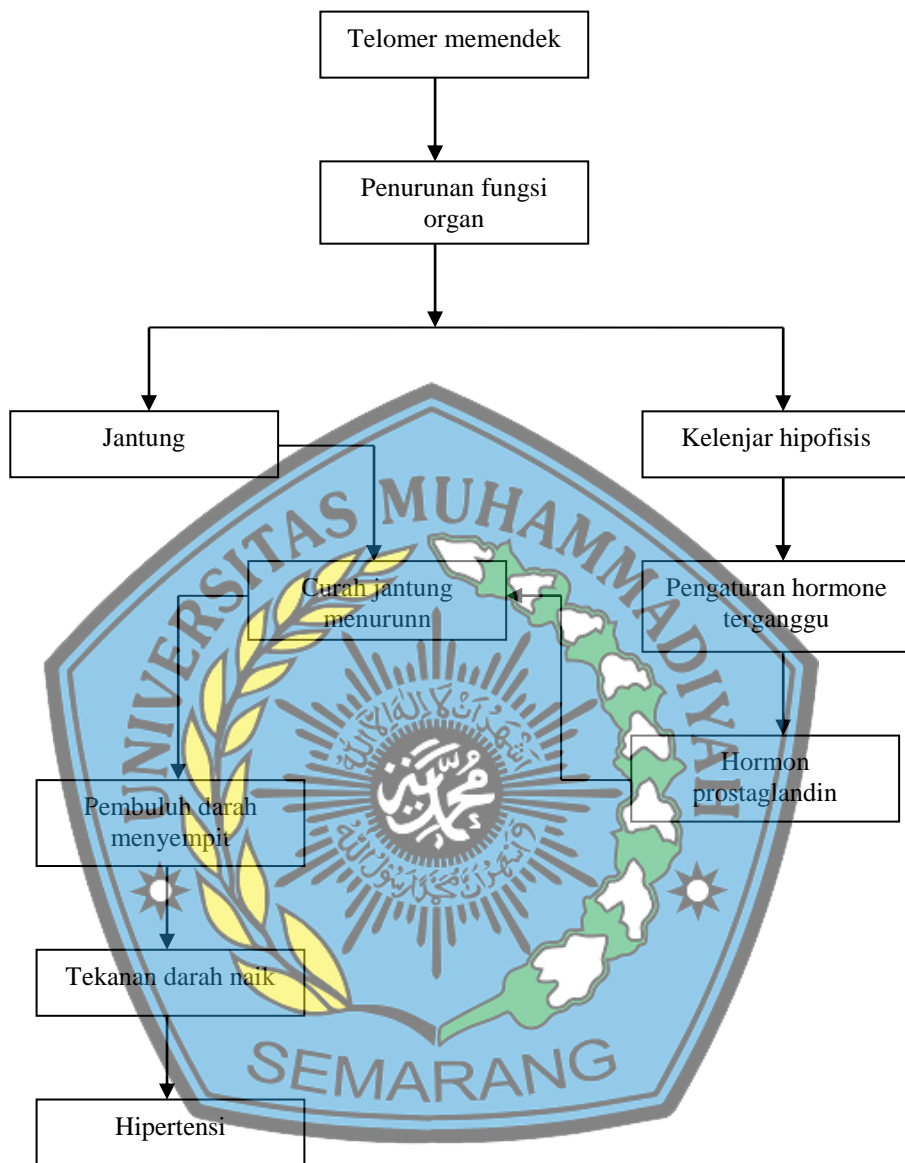 Telomer memendek
Penurunan fungsi
organ
Jantung
Kelenjar hipofisis
UNIVERSITAS MUHAMMADIYAH
Curah jantung
menurunn
Pengaturan hormone
terganggu
Hormon
prostaglandin
Pembuluh darah
menyempit
Tekanan darah naik
SEMARANG
Hipertensi